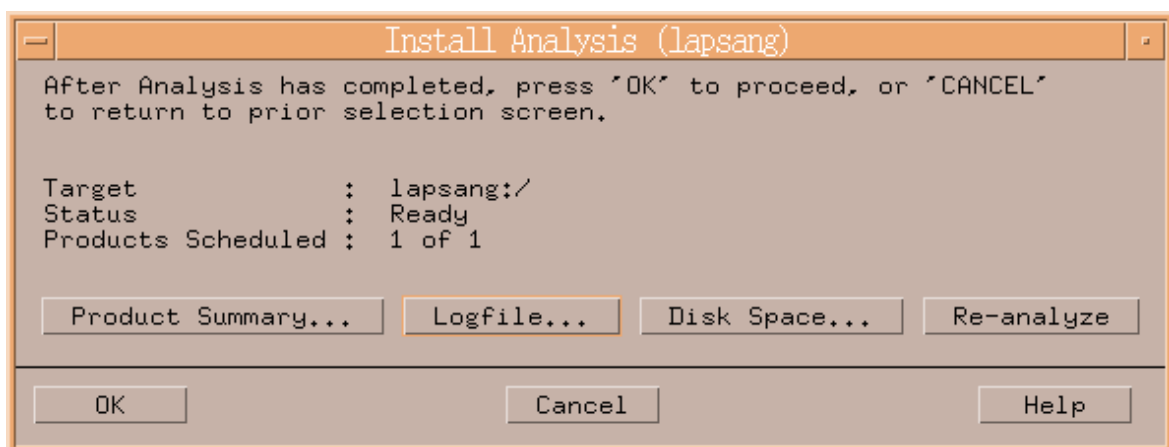 Install Analysis (lapsang)
After Analysis has completed, press ´OK´ to proceed, or ´CANCEL´
to return to prior selection screen.
Target : lapsang:/
Status : Ready
Products Scheduled : 1 of 1
Product Summary... Logfile... Disk Space... Re-analyze
OK Cancel Help